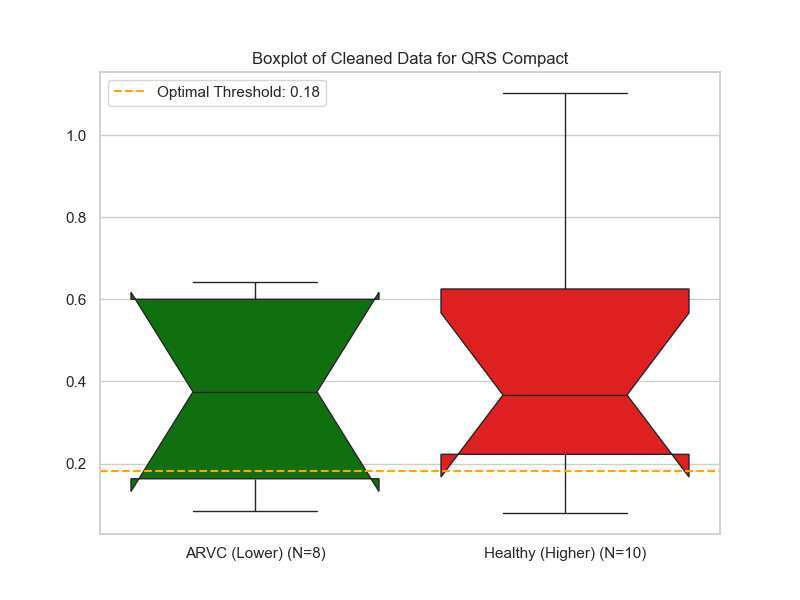 Boxplot of Cleaned Data for QRS Compact
Optimal Threshold: 0.18
1.0
0.8
0.6
0.4
0.2
ARVC (Lower) (N=8)
Healthy (Higher) (N=10)